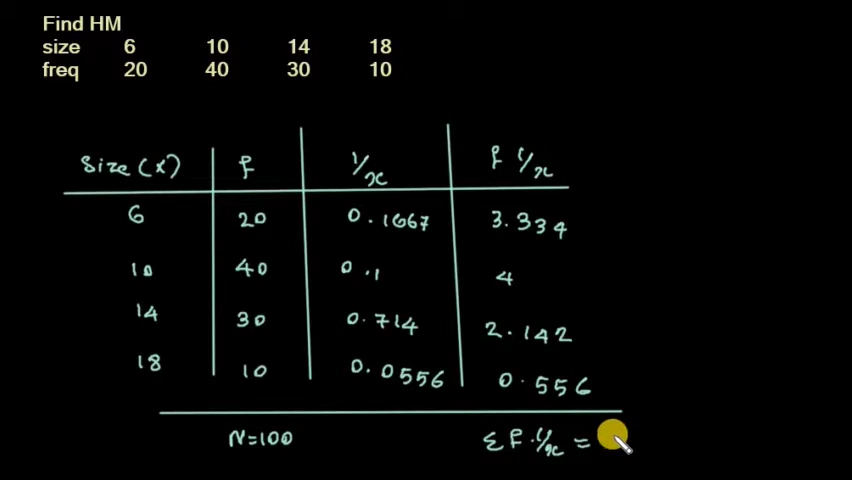 Find HM
size 6 10 14 18
freq 20 40 30 10
Size (x) f 1/x f 1/x
6 20 0.1667 3.334
10 40 0.1 4
14 30 0.714 2.142
18 10 0.0556 0.556
N=100 Σ f.1/x =